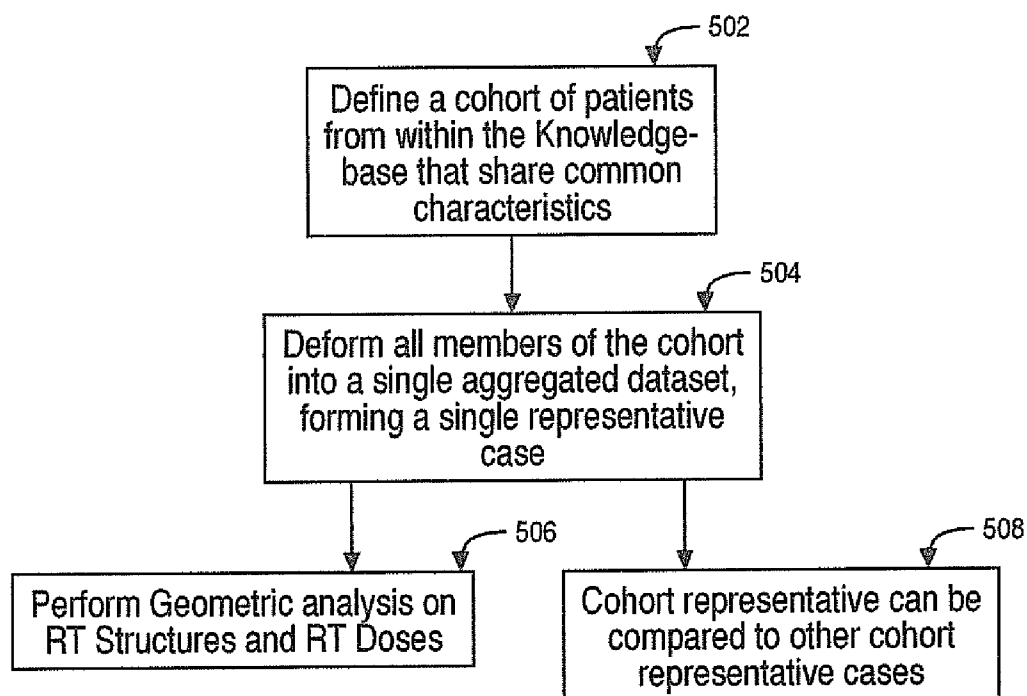 502
Define a cohort of patients
from within the Knowledge-
base that share common
characteristics
504
Deform all members of the cohort
into a single aggregated dataset,
forming a single representative
case
506
Perform Geometric analysis on
RT Structures and RT Doses
508
Cohort representative can be
compared to other cohort
representative cases